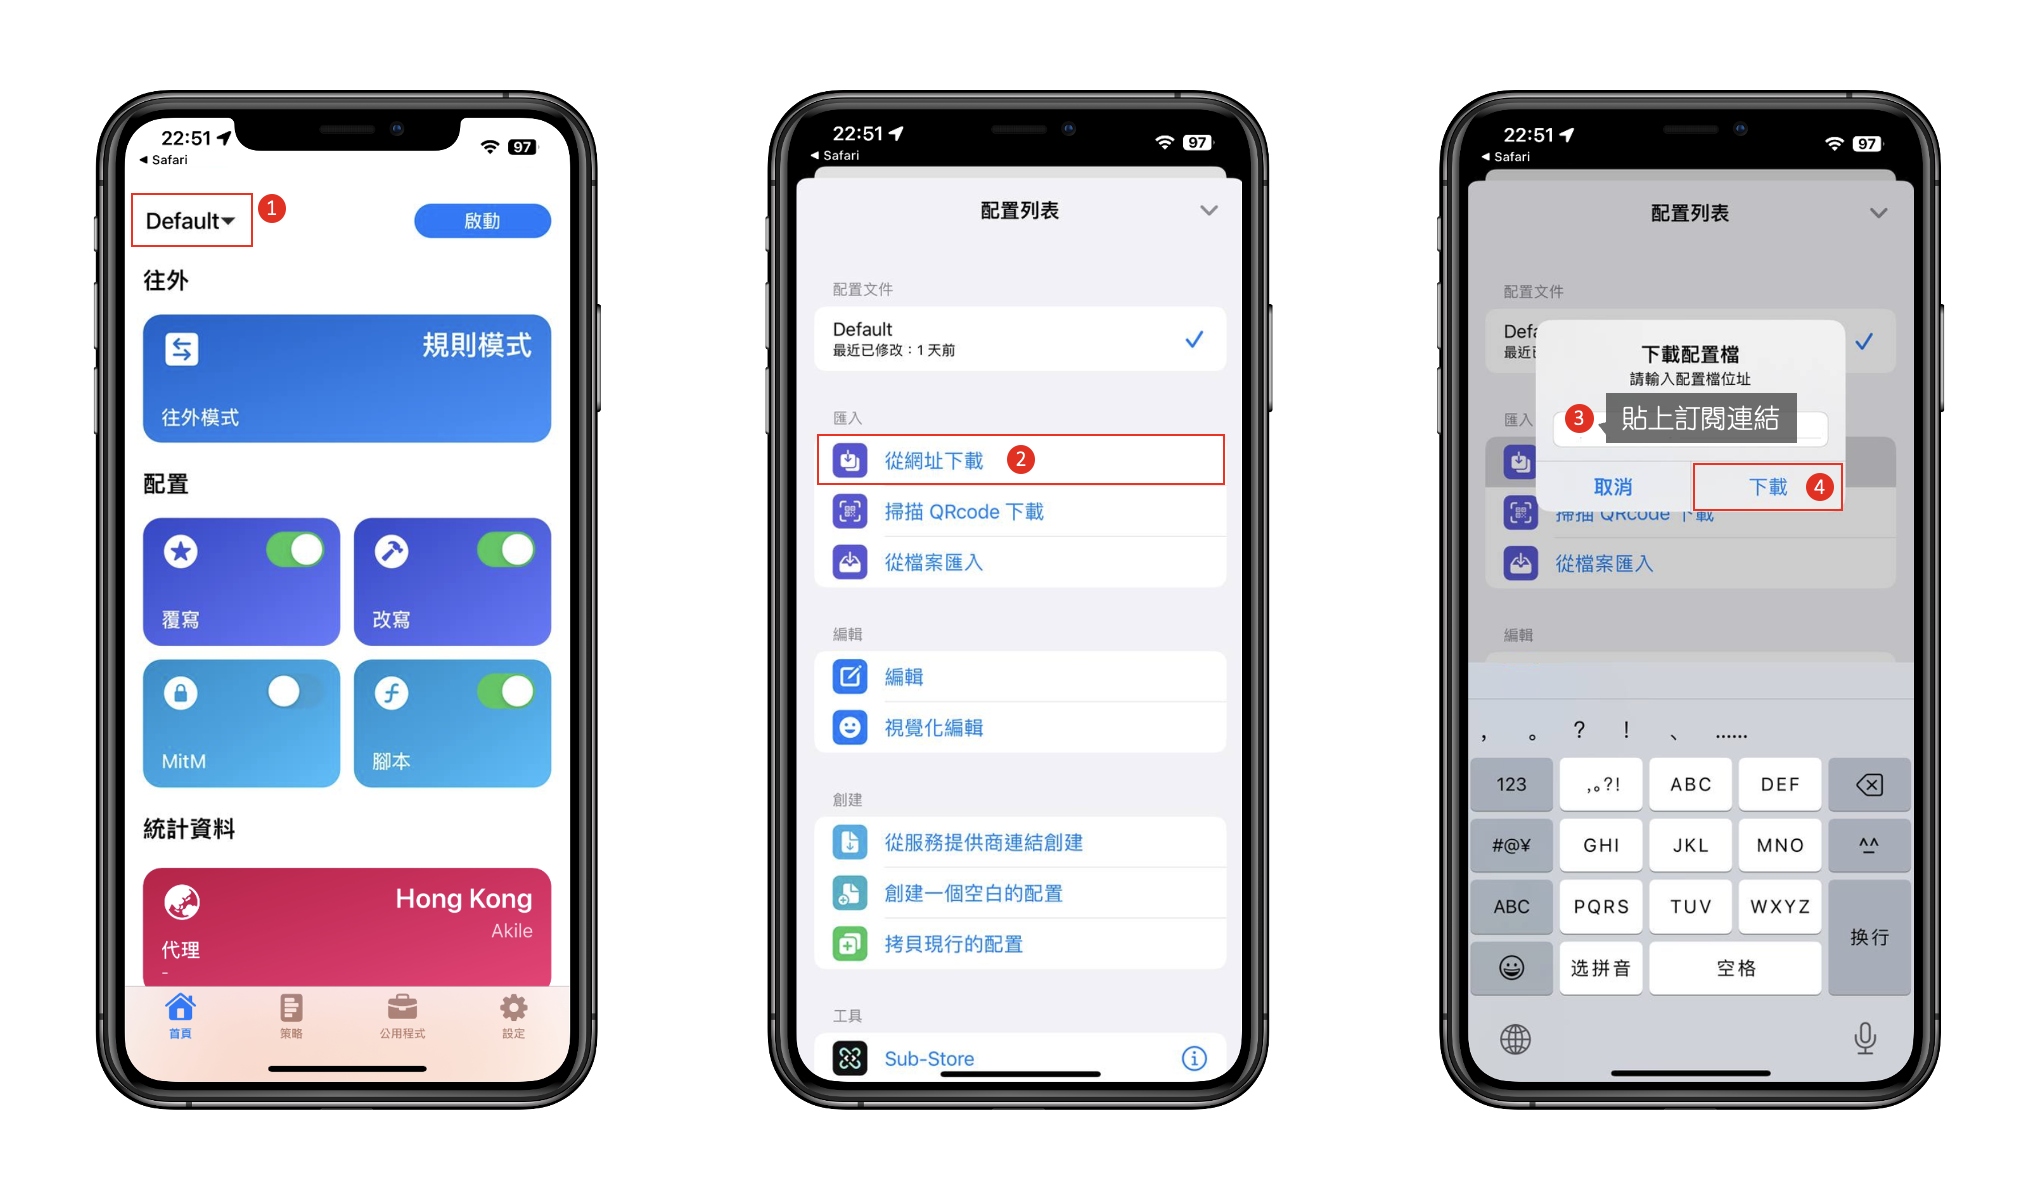 22:51
97
◀ Safari
Default
1
啟動
往外
規則模式
往外模式
配置
覆寫
改寫
MitM
腳本
統計資料
Hong Kong
Akile
代理
-
首頁
策略
公用程式
設定
22:51
97
◀ Safari
配置列表
配置文件
Default
最近已修改：1 天前
匯入
從網址下載
2
掃描 QRcode 下載
從檔案匯入
編輯
編輯
視覺化編輯
創建
從服務提供商連結創建
創建一個空白的配置
拷貝現行的配置
工具
Sub-Store
22:51
97
◀ Safari
配置列表
配置文件
Defa
最近
下載配置檔
請輸入配置檔位址
匯入
3
貼上訂閱連結
取消
下載
4
掃描 QRcode 下載
從檔案匯入
編輯
， 。 ？ ！ 、 ……
123
,。?!
ABC
DEF
#@¥
GHI
JKL
MNO
^^
ABC
PQRS
TUV
WXYZ
换行
选拼音
空格